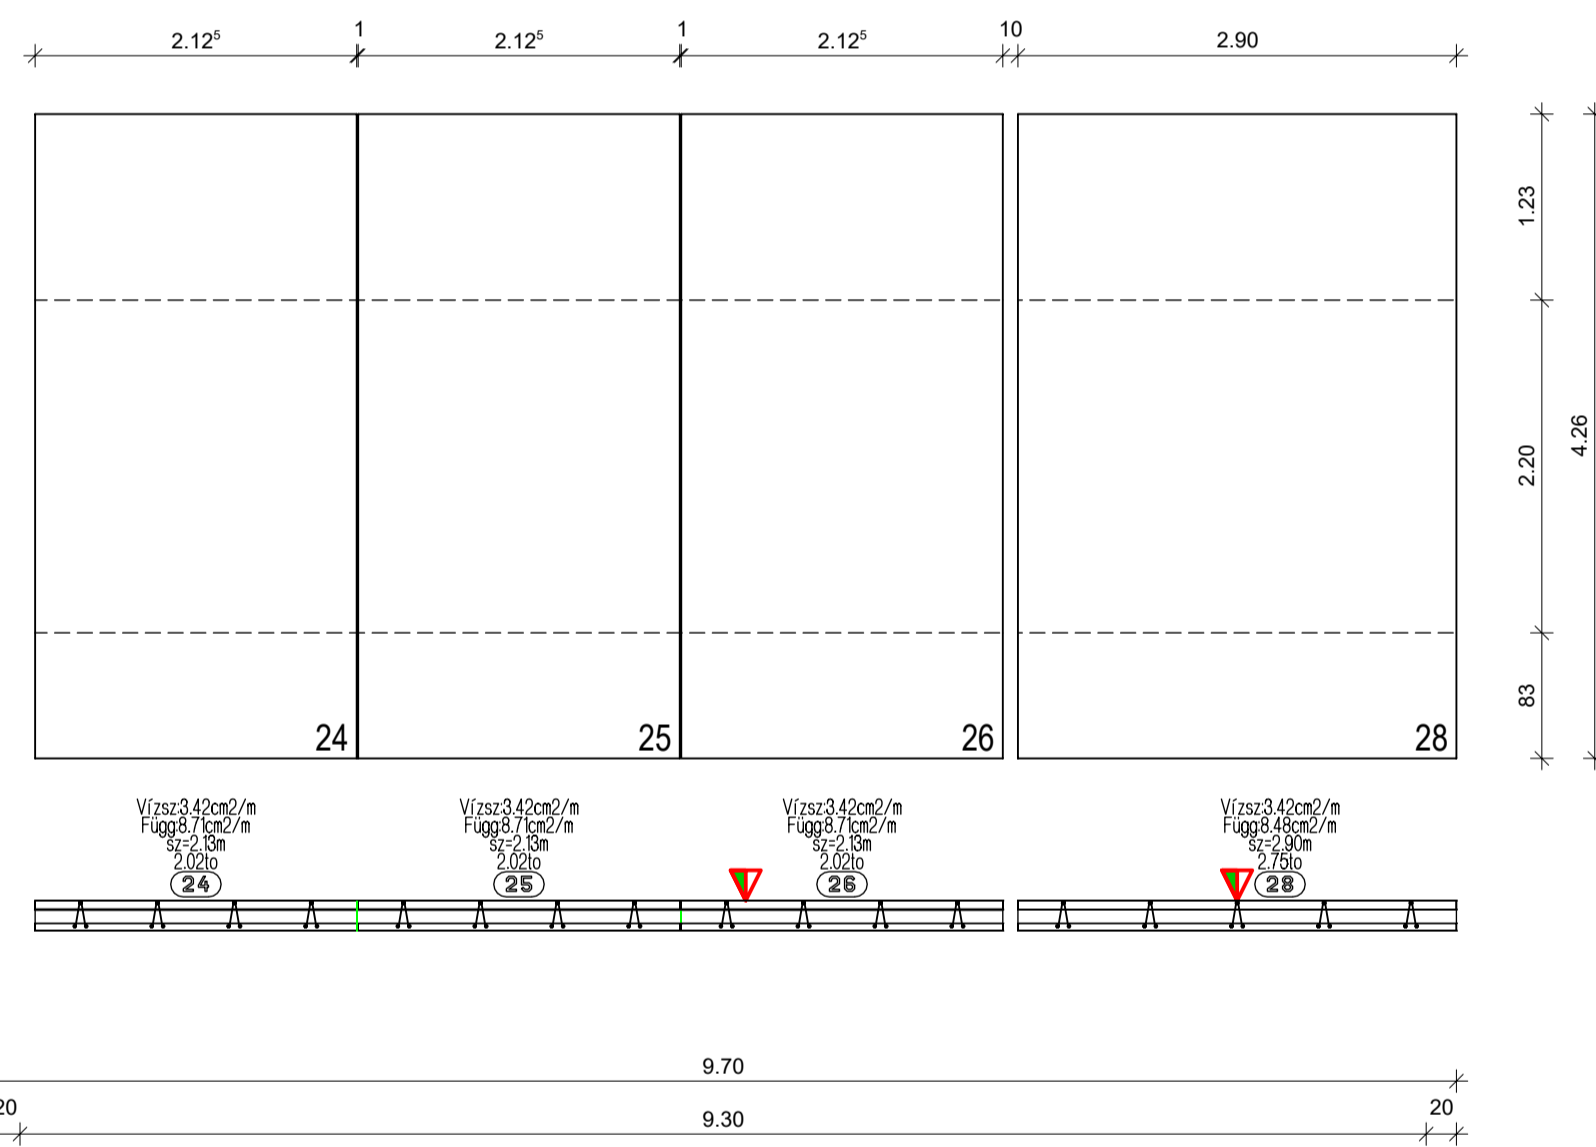 2.12⁵ 1 2.12⁵ 1 2.12⁵ 10 2.90
1.23
2.20
4.26
83
24 25 26 28
Vízsz:3.42cm2/m
Függ:8.71cm2/m
sz=2.13m
2.02to
24
Vízsz:3.42cm2/m
Függ:8.71cm2/m
sz=2.13m
2.02to
25
Vízsz:3.42cm2/m
Függ:8.71cm2/m
sz=2.13m
2.02to
26
Vízsz:3.42cm2/m
Függ:8.48cm2/m
sz=2.90m
2.75to
28
9.70
20 9.30 20